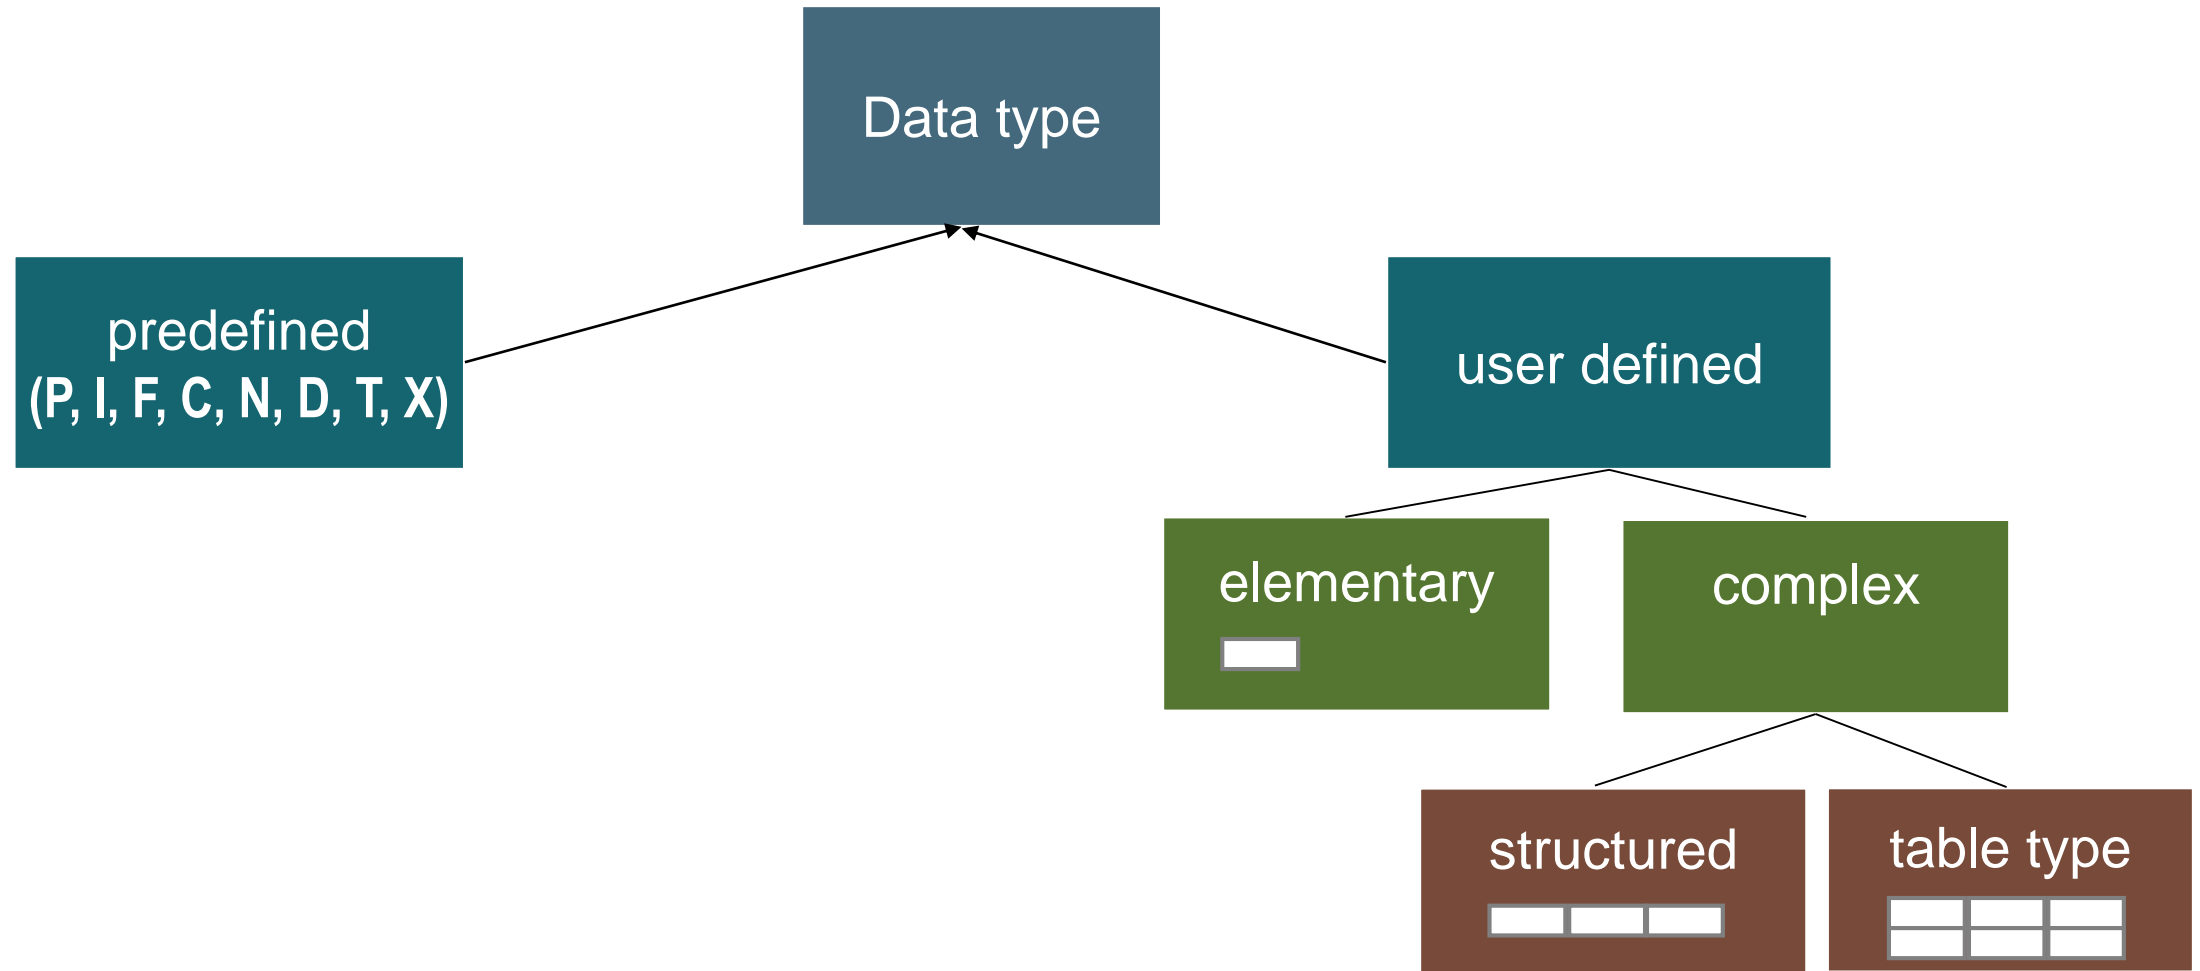 Data type
predefined
(P, I, F, C, N, D, T, X)
user defined
elementary
complex
structured
table type